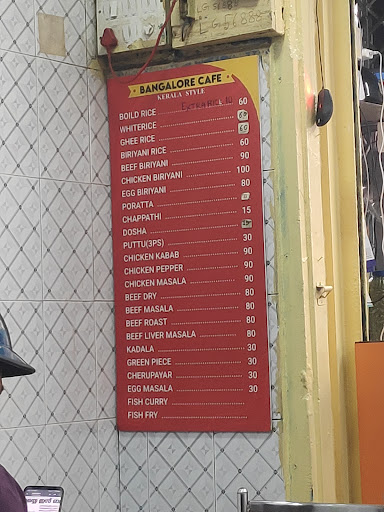 BANGALORE CAFE
KERALA STYLE
EXTRA RICE 10
BOILD RICE 60
WHITERICE
GHEE RICE 60
BIRIYANI RICE 60
BEEF BIRIYANI 90
CHICKEN BIRIYANI 100
EGG BIRIYANI 80
PORATTA
CHAPPATHI 15
DOSHA
PUTTU(3PS) 30
CHICKEN KABAB 90
CHICKEN PEPPER 90
CHICKEN MASALA 90
BEEF DRY 80
BEEF MASALA 80
BEEF ROAST 80
BEEF LIVER MASALA 80
KADALA 30
GREEN PIECE 30
CHERUPAYAR 30
EGG MASALA 30
FISH CURRY
FISH FRY